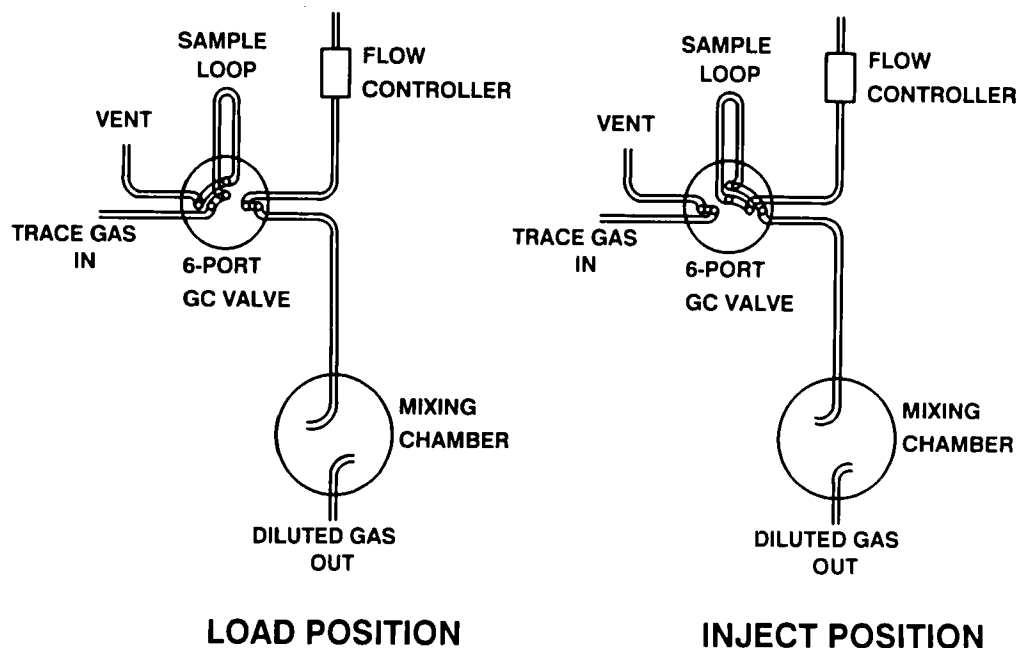 SAMPLE
LOOP
FLOW
CONTROLLER
VENT
TRACE GAS
IN
6-PORT
GC VALVE
MIXING
CHAMBER
DILUTED GAS
OUT
LOAD POSITION
SAMPLE
LOOP
FLOW
CONTROLLER
VENT
TRACE GAS
IN
6-PORT
GC VALVE
MIXING
CHAMBER
DILUTED GAS
OUT
INJECT POSITION